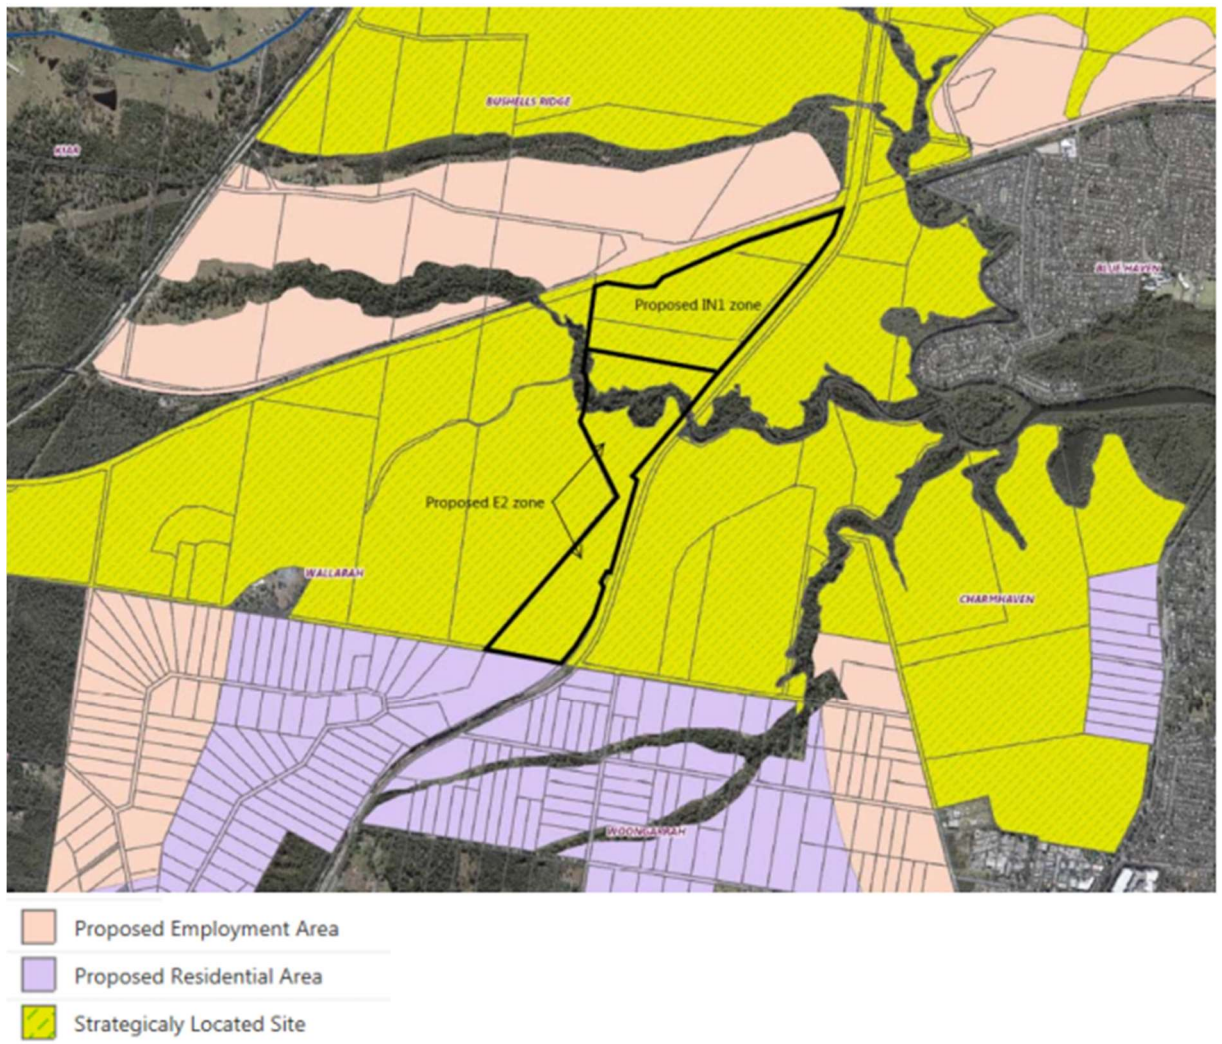 BUSHELLS RIDGE
KIAR
BLUE HAVEN
Proposed IN1 zone
Proposed E2 zone
WALLARAH
CHARMHAVEN
WOONGARRAH
Proposed Employment Area
Proposed Residential Area
Strategicaly Located Site